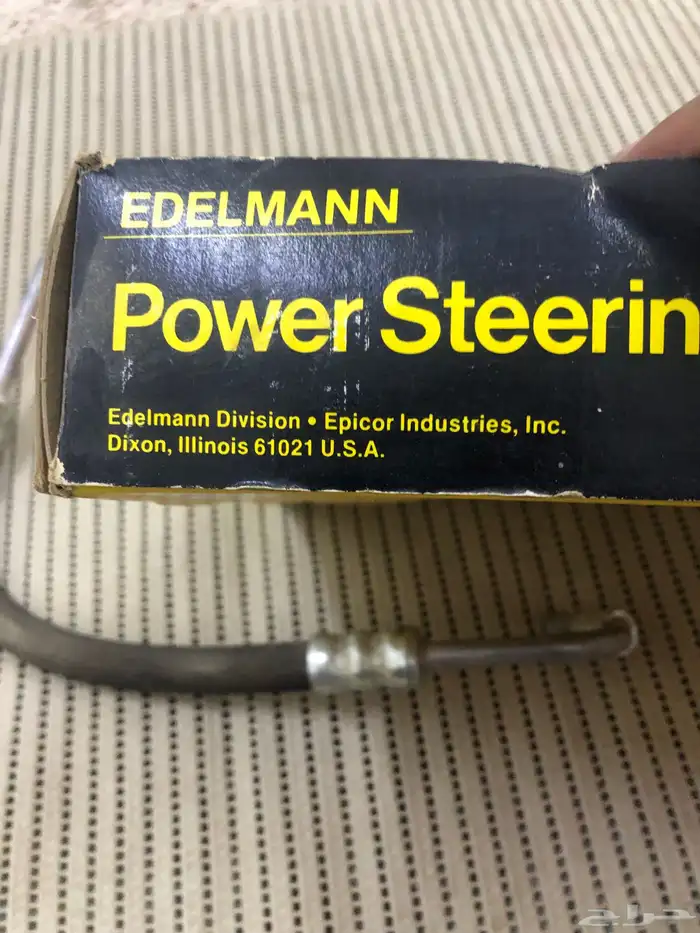 EDELMANN
Power Steerin
Edelmann Division • Epicor Industries, Inc.
Dixon, Illinois 61021 U.S.A.
حراج